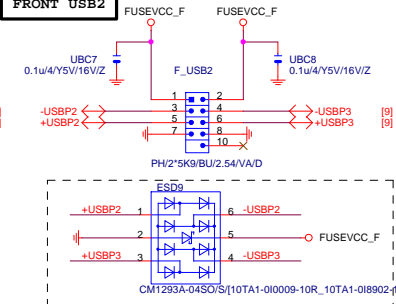 FRONT USB2
FUSEVCC_F FUSEVCC_F
UBC7
0.1u/4/Y5V/16V/Z
F_USB2
UBC8
0.1u/4/Y5V/16V/Z
1 2
-USBP2 3 4 -USBP3 [9]
+USBP2 5 6 +USBP3 [9]
7 8
10
PH/2*5K9/BU/2.54/VA/D
ESD9
+USBP2 1 6 -USBP2
2 5 FUSEVCC_F
+USBP3 3 4 -USBP3
CM1293A-04SO/S/[10TA1-0I0009-10R_10TA1-0I8902-1